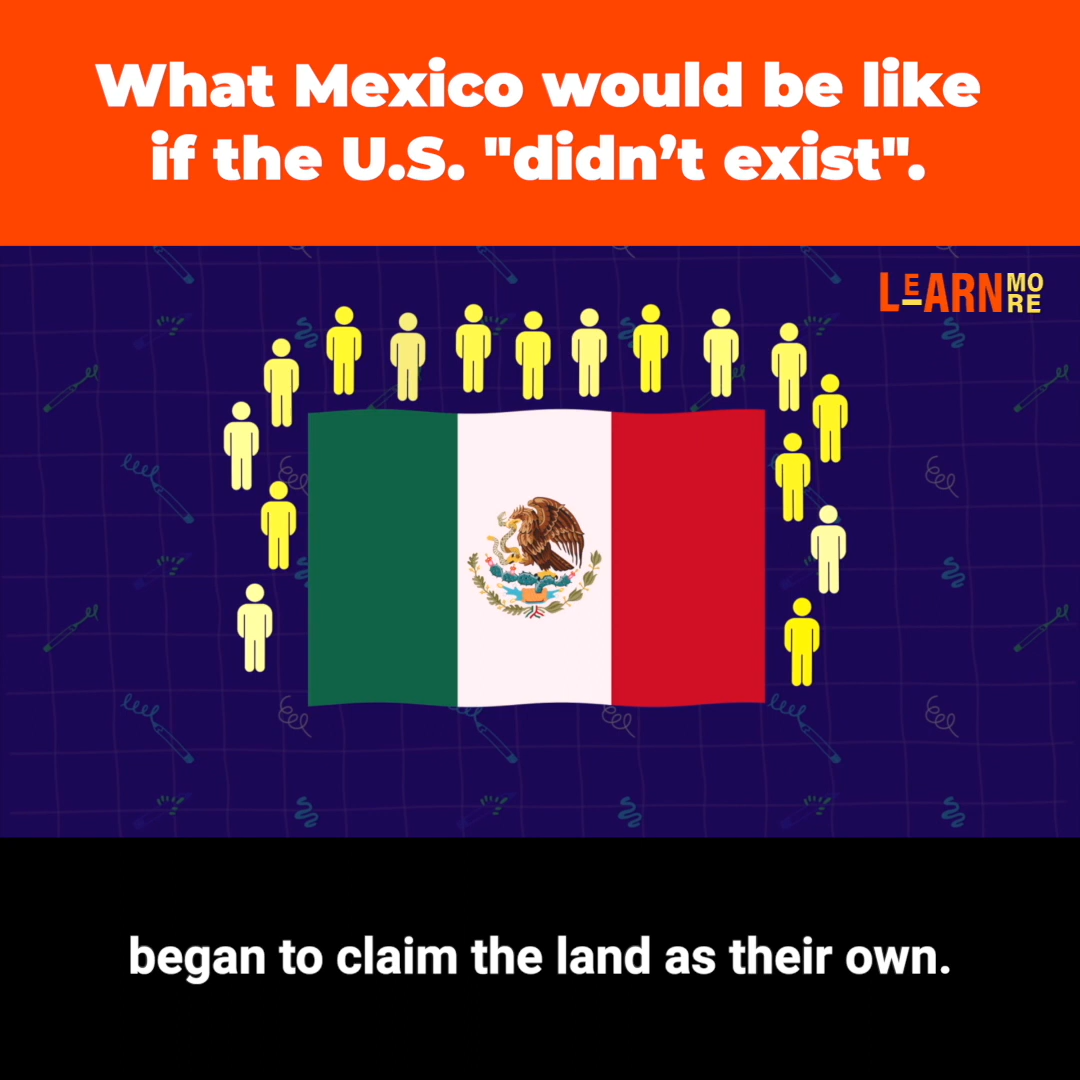 What Mexico would be like
if the U.S. "didn’t exist".
LEARN MORE
began to claim the land as their own.